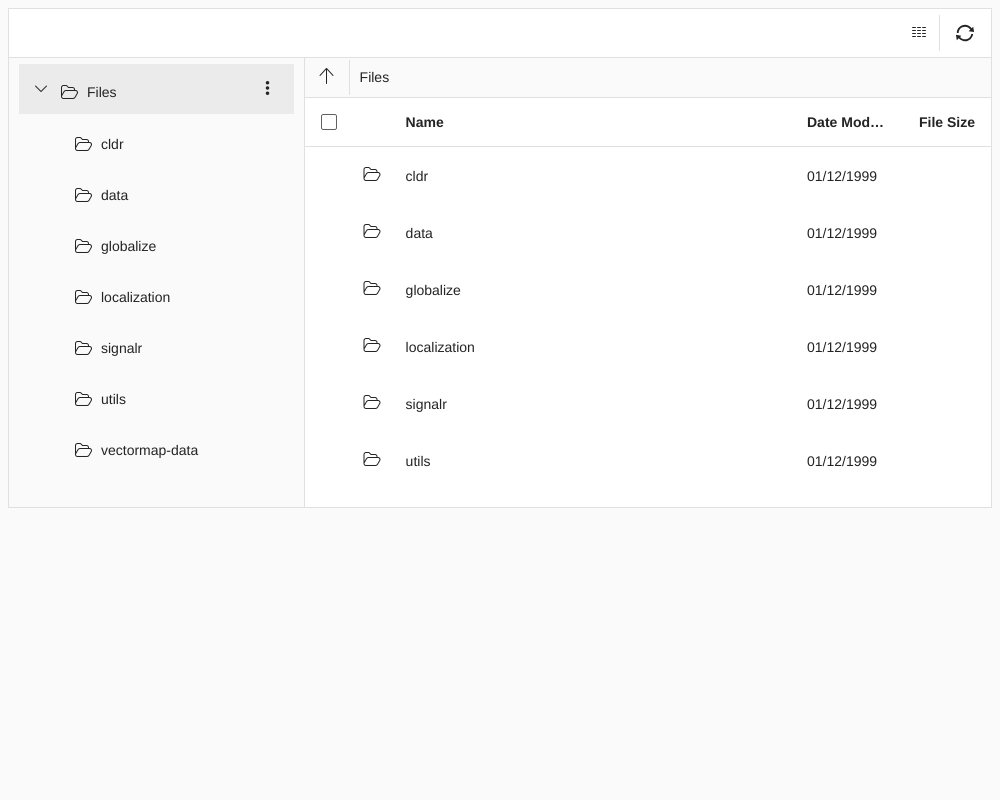 Files
cldr
data
globalize
localization
signalr
utils
vectormap-data
Files
Name Date Mod… File Size
cldr 01/12/1999
data 01/12/1999
globalize 01/12/1999
localization 01/12/1999
signalr 01/12/1999
utils 01/12/1999